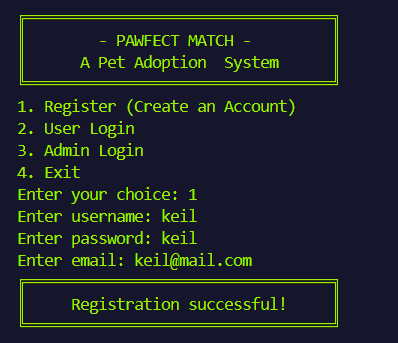 - PAWFECT MATCH -
A Pet Adoption  System
1. Register (Create an Account)
2. User Login
3. Admin Login
4. Exit
Enter your choice: 1
Enter username: keil
Enter password: keil
Enter email: keil@mail.com
Registration successful!